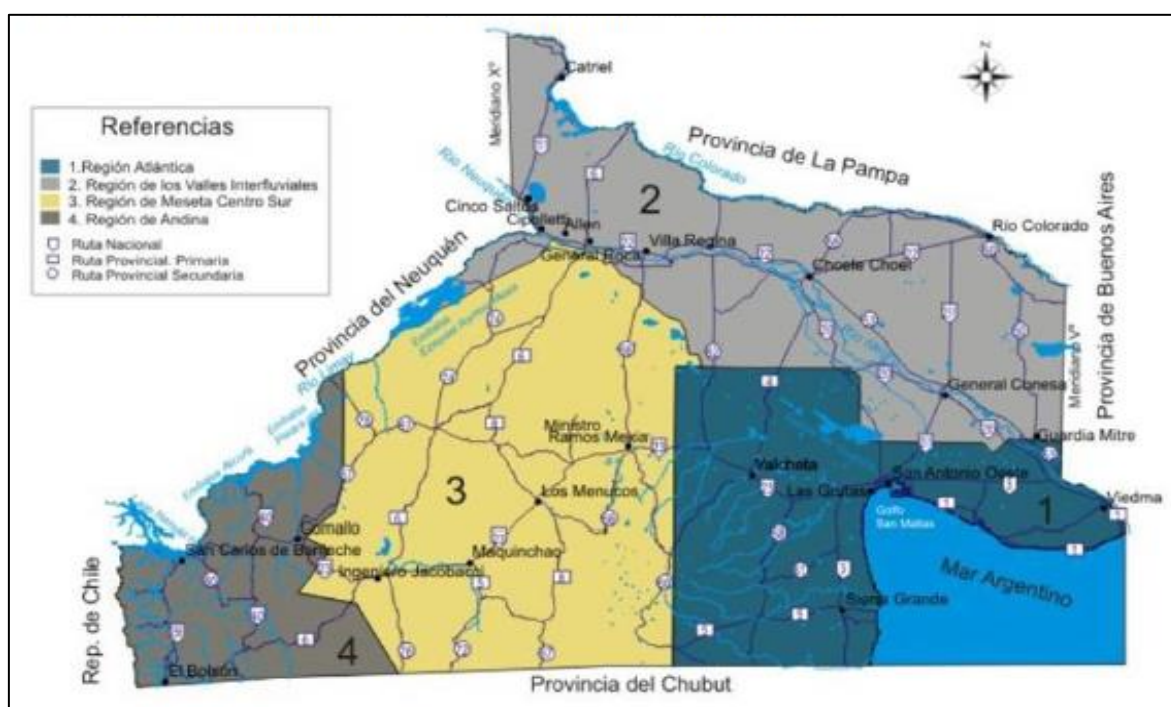 Referencias
1.Región Atlántica
2. Región de los Valles Interfluviales
3. Región de Meseta Centro Sur
4. Región de Andina
Ruta Nacional
Ruta Provincial. Primaria
Ruta Provincial Secundaria
Meridiano Xº
Catriel
Provincia de La Pampa
Río Colorado
Río Neuquén
2
Cinco Saltos
Cipolletti
Allen
General Roca
Villa Regina
Choele Choel
Río Colorado
Provincia de Buenos Aires
Meridiano Vº
Provincia del Neuquén
Río Limay
General Conesa
Guardia Mitre
Ministro
Ramos Mexia
Valcheta
San Antonio Oeste
Las Grutas
Golfo
San Matías
1
Viedma
3
Los Menucos
Comallo
San Carlos de Bariloche
Maquinchao
Ingeniero Jacobacci
Mar Argentino
Sierra Grande
Rep. de Chile
4
El Bolsón
Provincia del Chubut